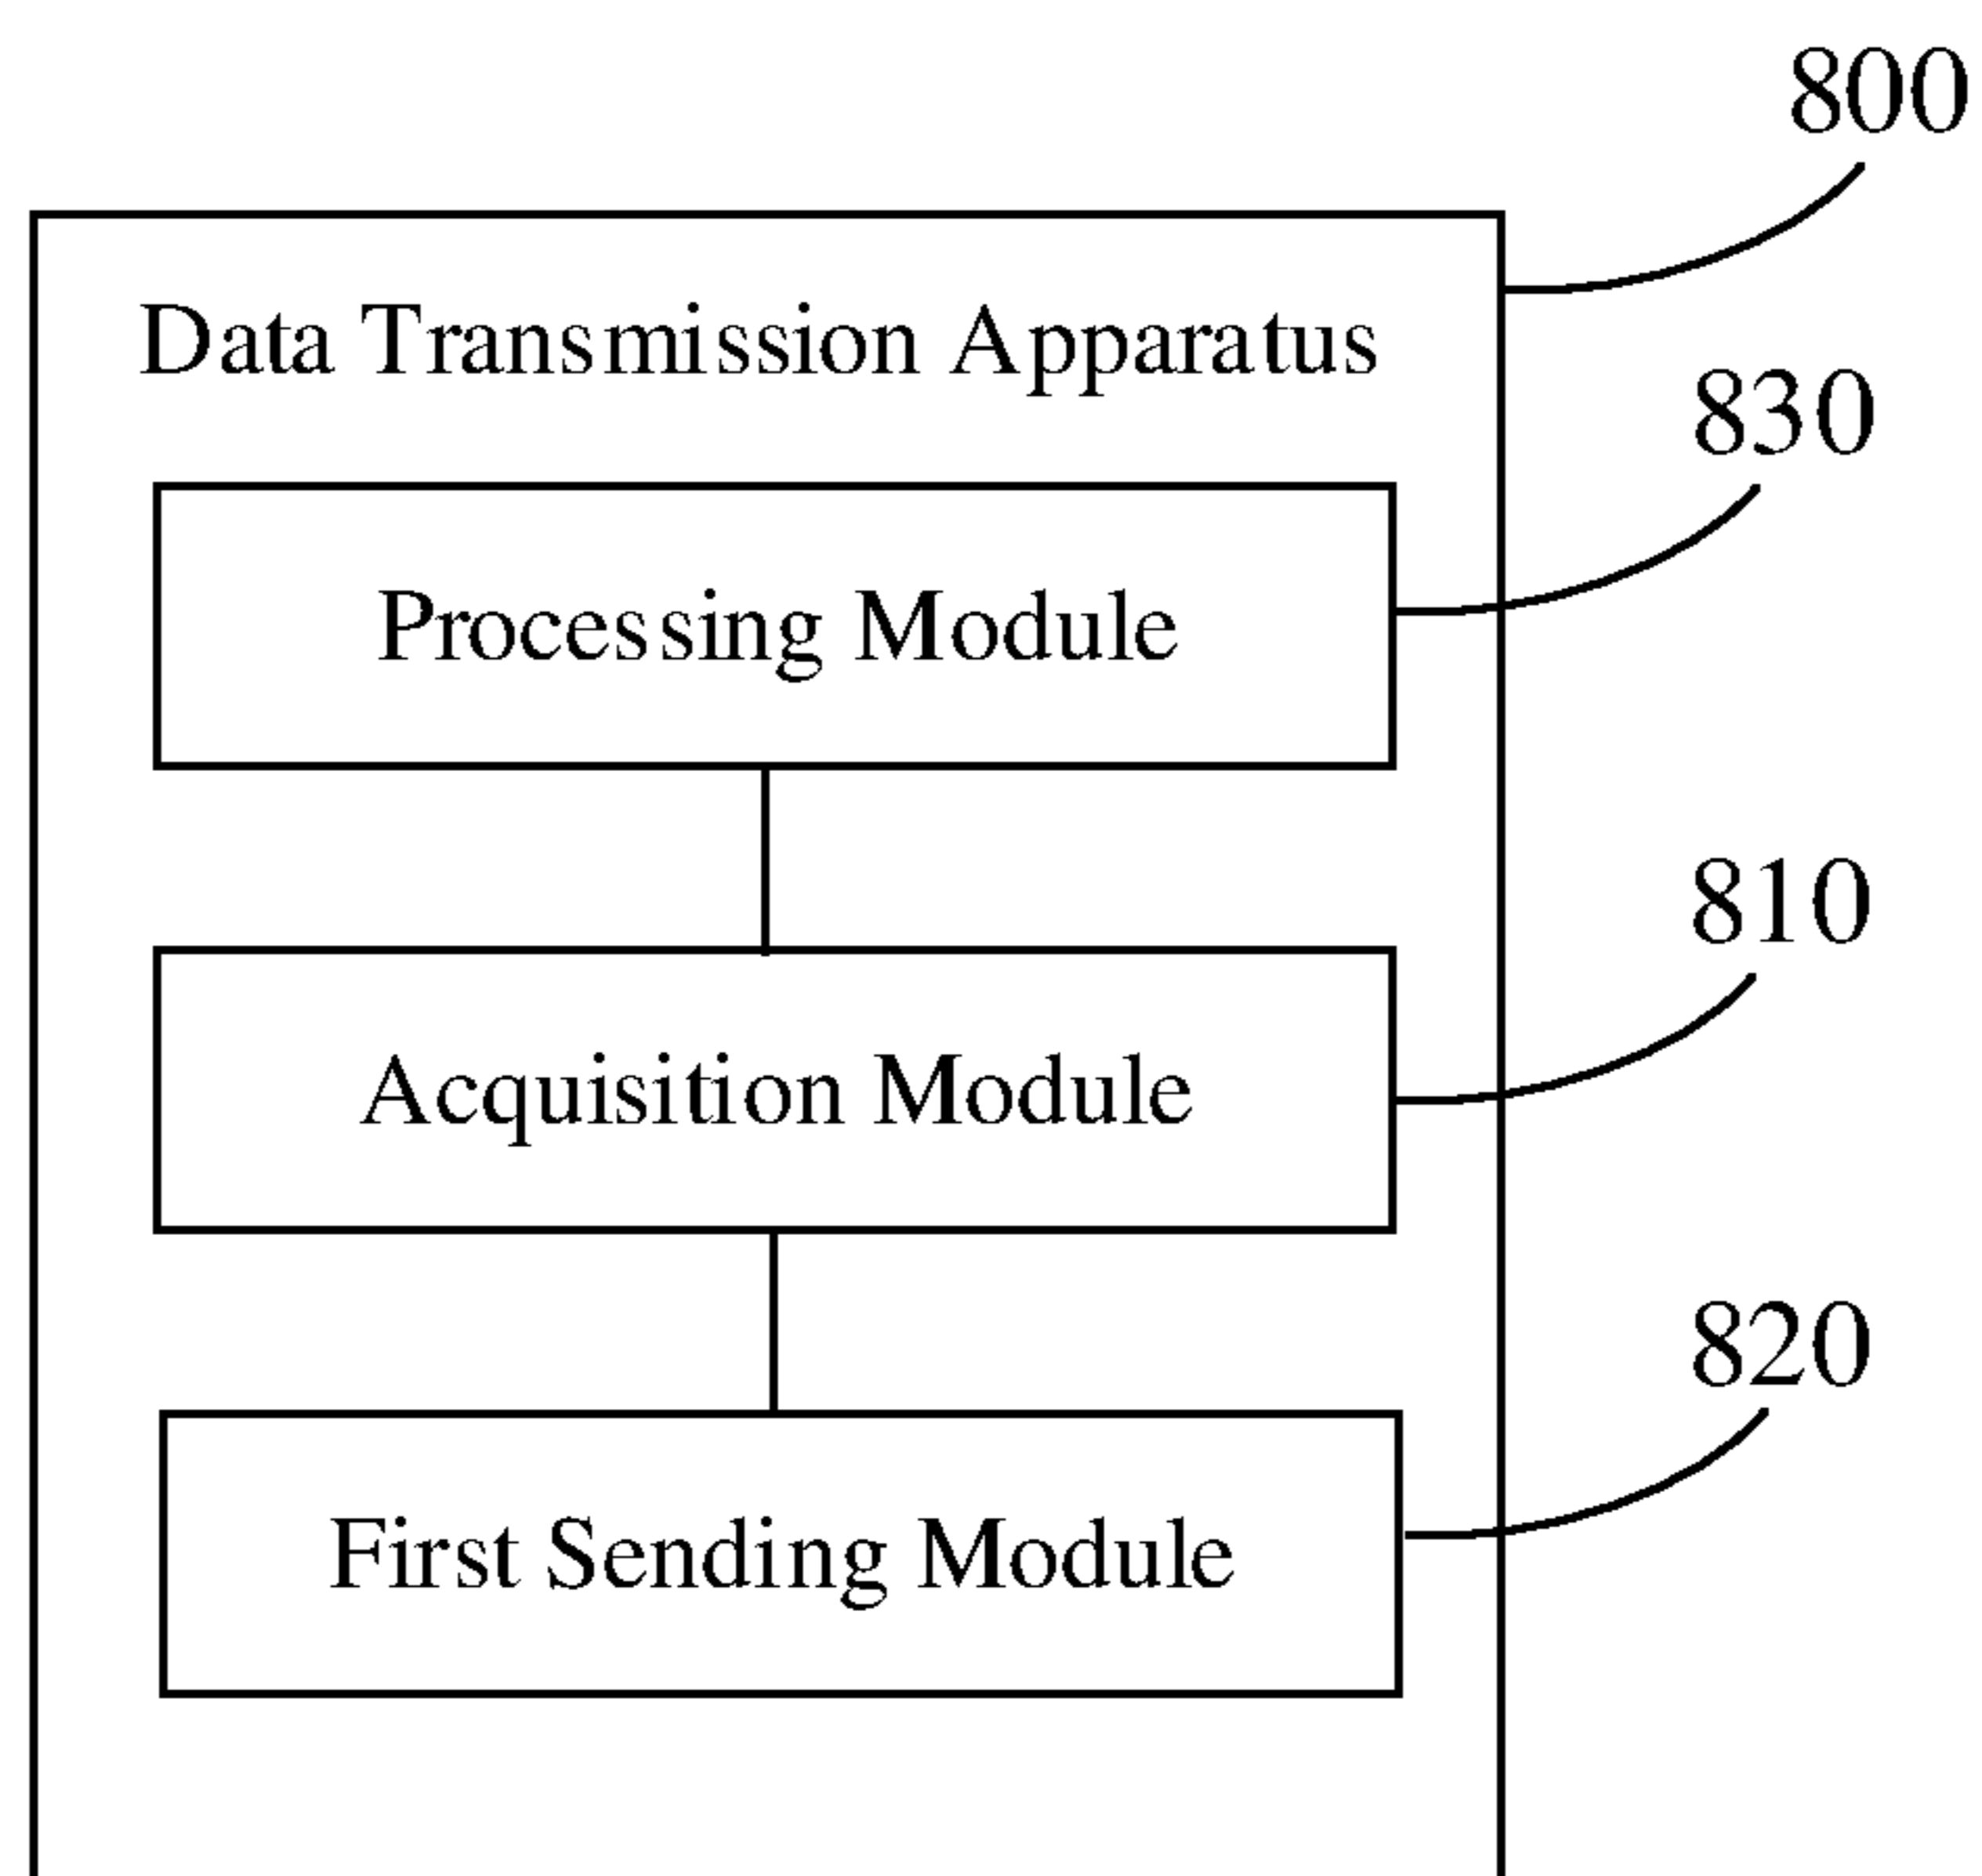 800
Data Transmission Apparatus
830
Processing Module
810
Acquisition Module
820
First Sending Module